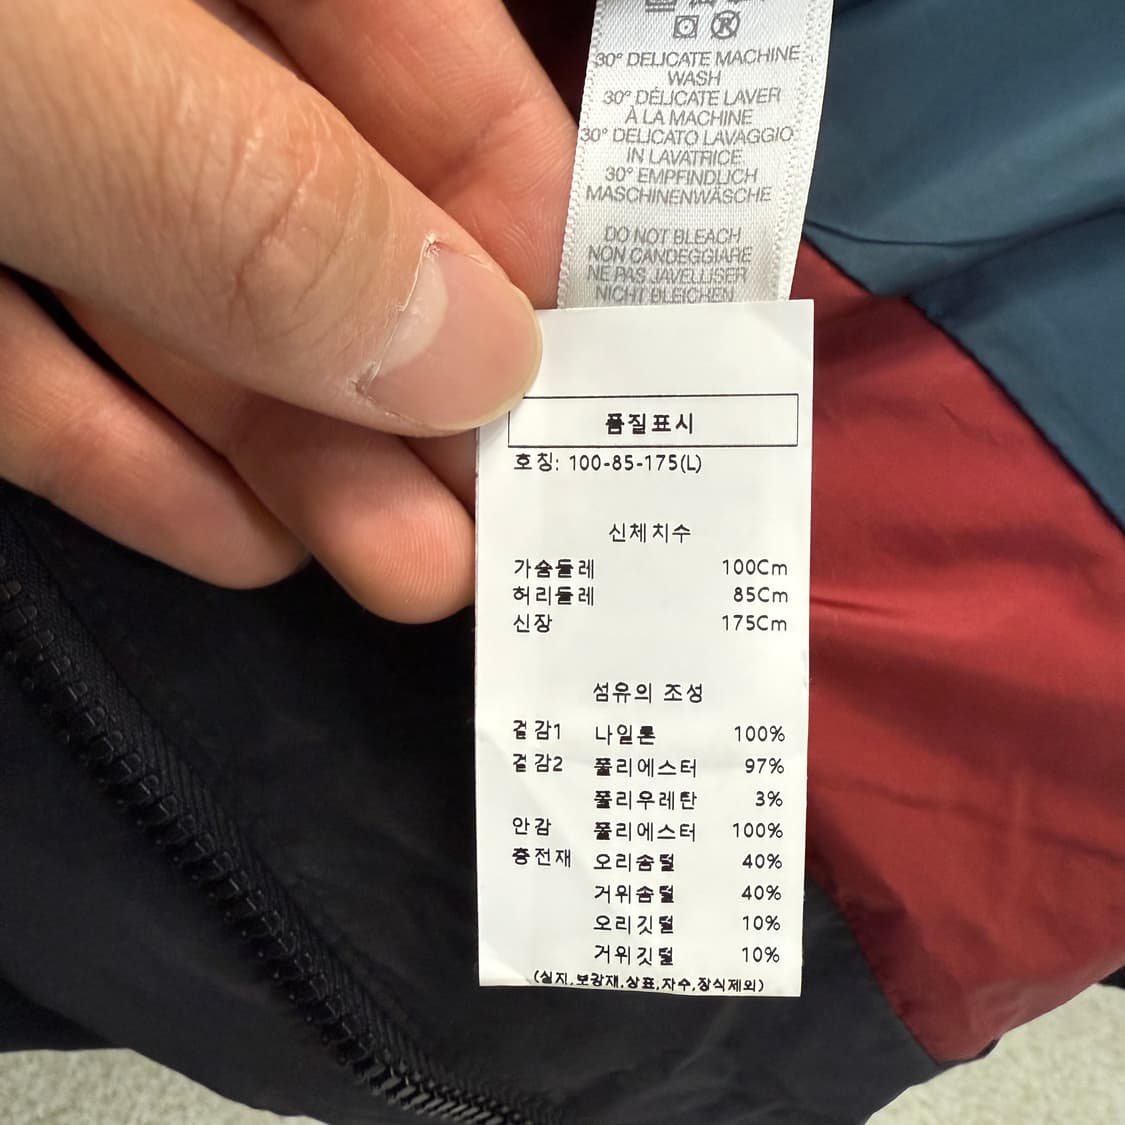 30° DELICATE MACHINE
WASH
30° DÉLICATE LAVER
À LA MACHINE
30° DELICATO LAVAGGIO
IN LAVATRICE
30° EMPFINDLICH
MASCHINENWÄSCHE
DO NOT BLEACH
NON CANDEGGIARE
NE PAS JAVELLISER
NICHT BLEICHEN
품질표시
호칭: 100-85-175(L)
신체치수
가슴둘레 100Cm
허리둘레 85Cm
신장 175Cm
섬유의 조성
겉감1 나일론 100%
겉감2 폴리에스터 97%
폴리우레탄 3%
안감 폴리에스터 100%
충전재 오리솜털 40%
거위솜털 40%
오리깃털 10%
거위깃털 10%
(실지,보강재,상표,자수,장식제외)